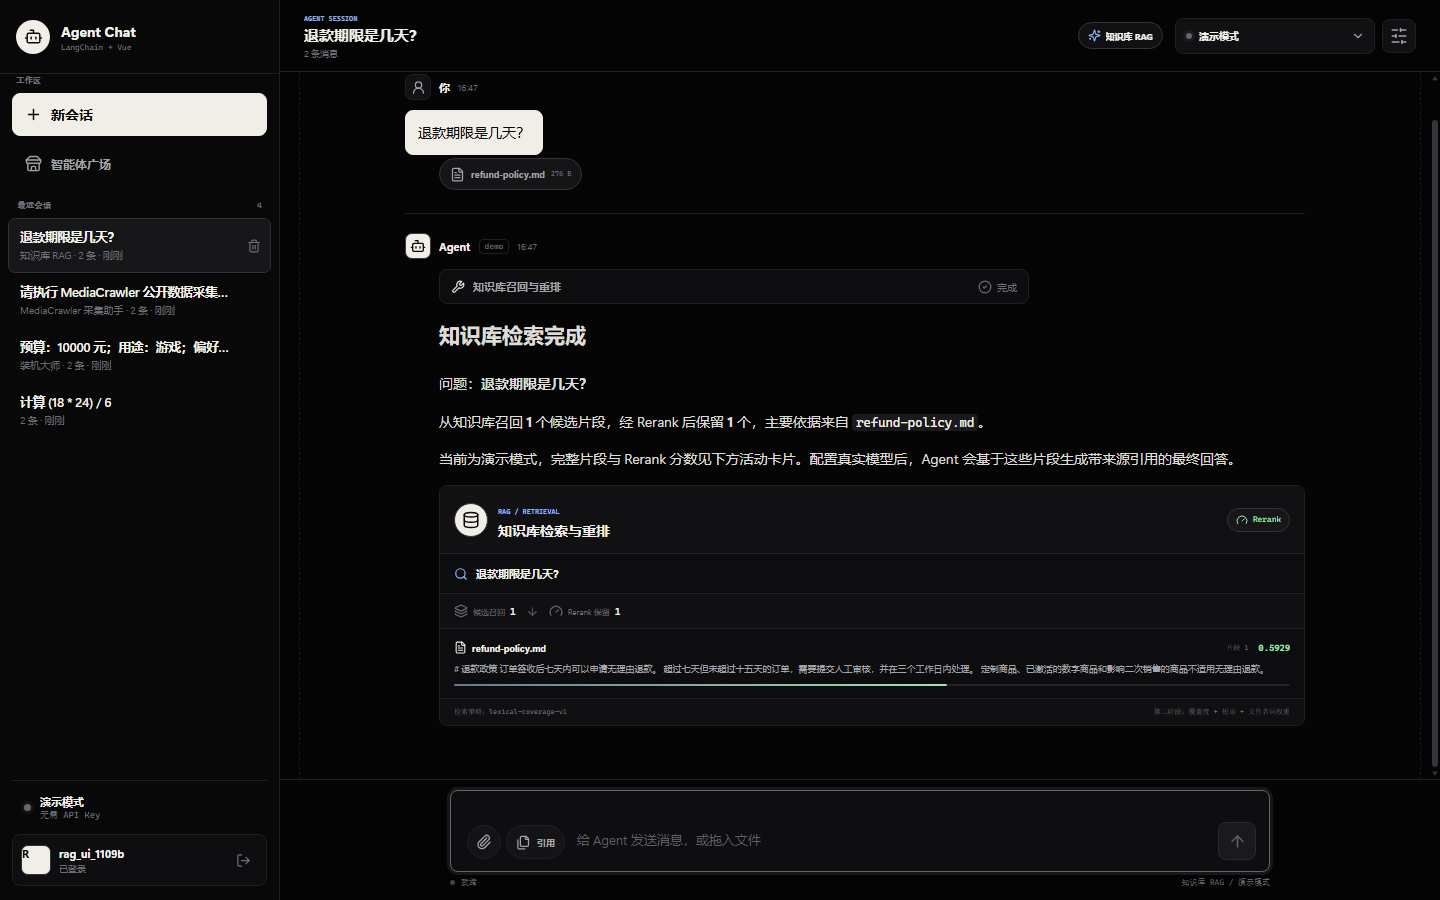 Agent Chat
LangChain + Vue
工作区
新会话
智能体广场
最近会话 4
退款期限是几天?
知识库 RAG · 2 条 · 刚刚
请执行 MediaCrawler 公开数据采集...
MediaCrawler 采集助手 · 2 条 · 刚刚
预算：10000 元；用途：游戏；偏好...
装机大师 · 2 条 · 刚刚
计算 (18 * 24) / 6
2 条 · 刚刚
演示模式
无需 API Key
R
rag_ui_1109b
已登录
AGENT SESSION
退款期限是几天?
2 条消息
知识库 RAG
演示模式
你 16:47
退款期限是几天?
refund-policy.md 276 B
Agent demo 16:47
知识库召回与重排 完成
知识库检索完成
问题：退款期限是几天?
从知识库召回 1 个候选片段，经 Rerank 后保留 1 个，主要依据来自 refund-policy.md。
当前为演示模式，完整片段与 Rerank 分数见下方活动卡片。配置真实模型后，Agent 会基于这些片段生成带来源引用的最终回答。
RAG / RETRIEVAL
知识库检索与重排
Rerank
退款期限是几天?
候选召回 1 Rerank 保留 1
refund-policy.md 片段 1 0.5929
# 退款政策 订单签收后七天内可以申请无理由退款。 超过七天但未超过十五天的订单，需要提交人工审核，并在三个工作日内处理。 定制商品、已激活的数字商品和影响二次销售的商品不适用无理由退款。
检索策略：lexical-coverage-v1 第二阶段：覆盖度 + 短语 + 文件名词权重
引用
给 Agent 发送消息，或拖入文件
就绪 知识库 RAG / 演示模式